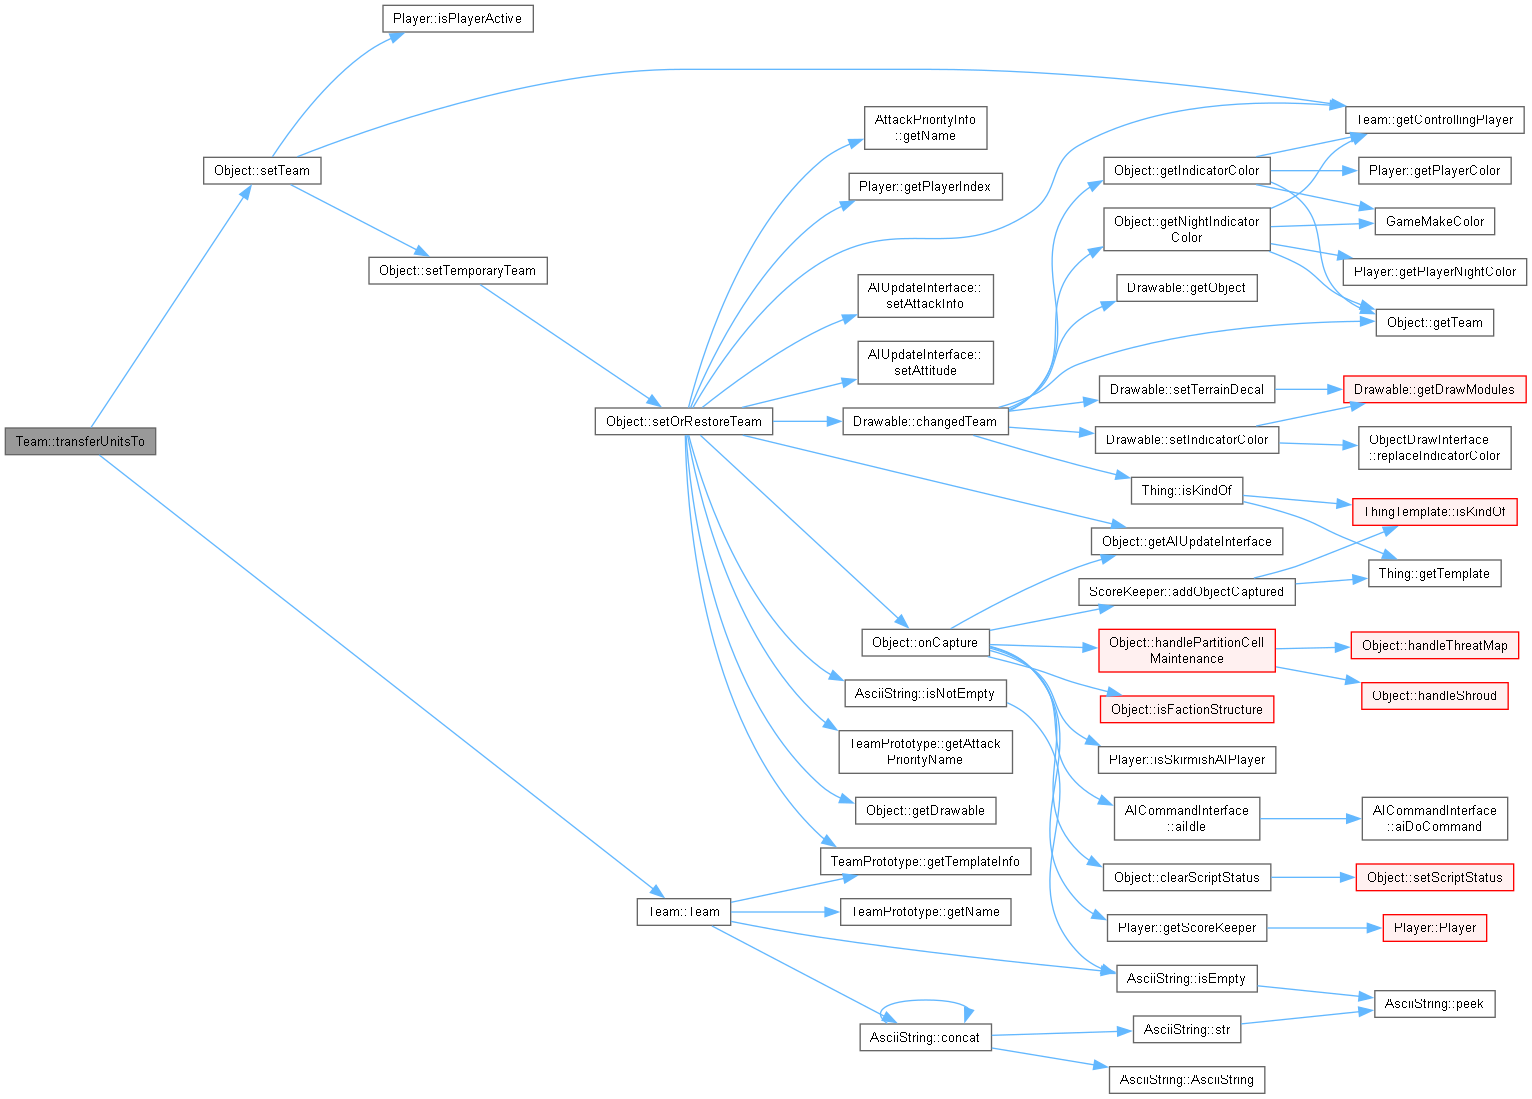 Player::isPlayerActive
Team::getControllingPlayer
AttackPriorityInfo
::getName
Object::setTeam
Object::getIndicatorColor
Player::getPlayerColor
Player::getPlayerIndex
Object::getNightIndicator
Color
GameMakeColor
Object::setTemporaryTeam
Player::getPlayerNightColor
AIUpdateInterface::
setAttackInfo
Drawable::getObject
Object::getTeam
AIUpdateInterface::
setAttitude
Drawable::setTerrainDecal
Drawable::getDrawModules
Team::transferUnitsTo
Object::setOrRestoreTeam
Drawable::changedTeam
Drawable::setIndicatorColor
ObjectDrawInterface
::replaceIndicatorColor
Thing::isKindOf
ThingTemplate::isKindOf
Object::getAIUpdateInterface
Thing::getTemplate
ScoreKeeper::addObjectCaptured
Object::onCapture
Object::handlePartitionCell
Maintenance
Object::handleThreatMap
AsciiString::isNotEmpty
Object::handleShroud
Object::isFactionStructure
TeamPrototype::getAttack
PriorityName
Player::isSkirmishAIPlayer
Object::getDrawable
AICommandInterface
::aiIdle
AICommandInterface
::aiDoCommand
TeamPrototype::getTemplateInfo
Object::clearScriptStatus
Object::setScriptStatus
Team::Team
TeamPrototype::getName
Player::getScoreKeeper
Player::Player
AsciiString::isEmpty
AsciiString::peek
AsciiString::concat
AsciiString::str
AsciiString::AsciiString